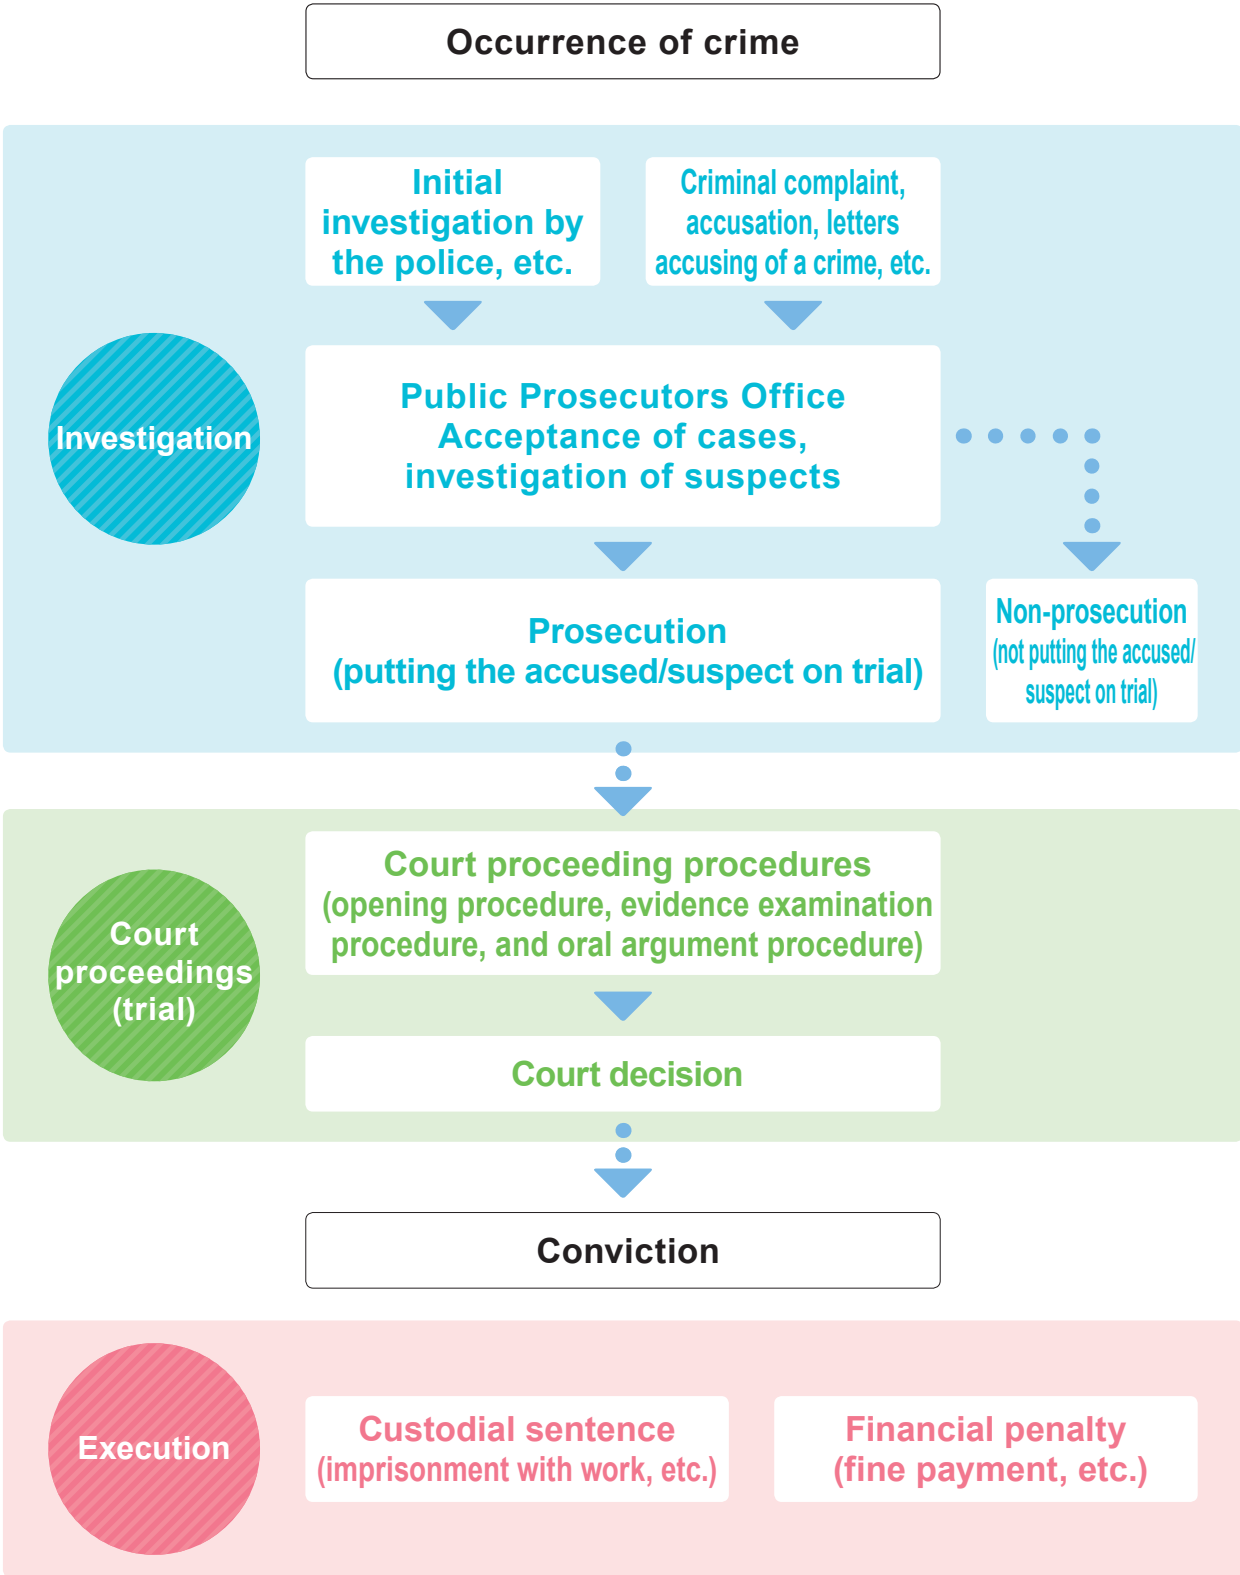 Occurrence of crime
Initial
investigation by
the police, etc.
Criminal complaint,
accusation, letters
accusing of a crime, etc.
Investigation
Public Prosecutors Office
Acceptance of cases,
investigation of suspects
Prosecution
(putting the accused/suspect on trial)
Non-prosecution
(not putting the accused/
suspect on trial)
Court
proceedings
(trial)
Court proceeding procedures
(opening procedure, evidence examination
procedure, and oral argument procedure)
Court decision
Conviction
Execution
Custodial sentence
(imprisonment with work, etc.)
Financial penalty
(fine payment, etc.)